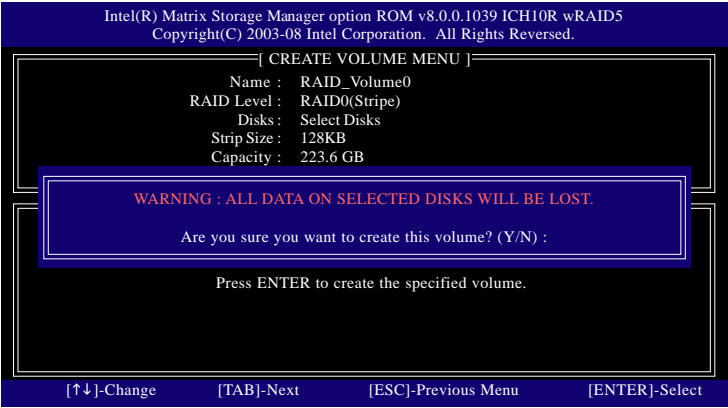 Intel(R) Matrix Storage Manager option ROM v8.0.0.1039 ICH10R wRAID5
Copyright(C) 2003-08 Intel Corporation. All Rights Reversed.
[ CREATE VOLUME MENU ]
Name : RAID_Volume0
RAID Level : RAID0(Stripe)
Disks : Select Disks
Strip Size : 128KB
Capacity : 223.6 GB
WARNING : ALL DATA ON SELECTED DISKS WILL BE LOST.
Are you sure you want to create this volume? (Y/N) :
Press ENTER to create the specified volume.
[↑↓]-Change [TAB]-Next [ESC]-Previous Menu [ENTER]-Select